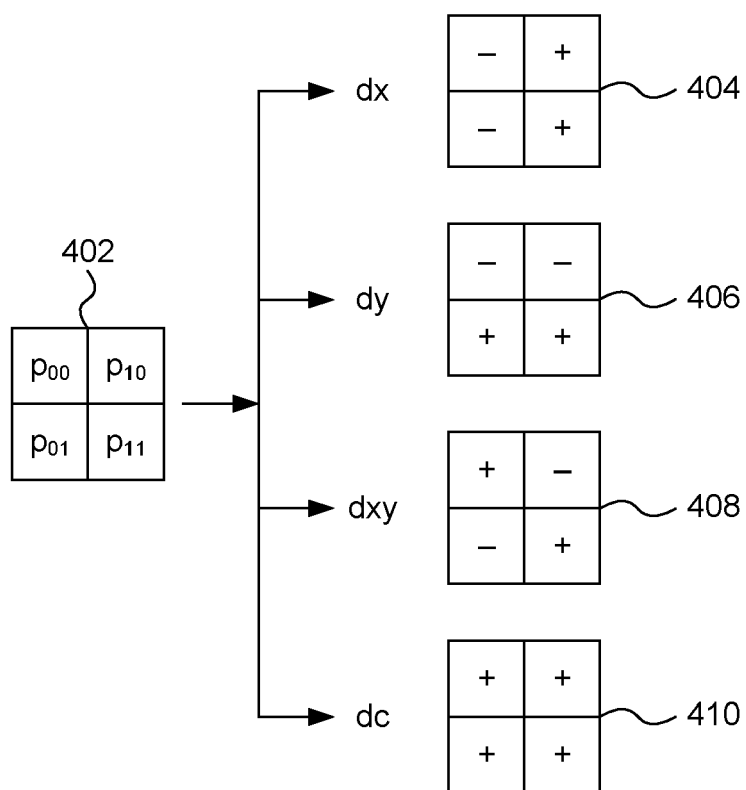 – +
dx 404
– +
402
– –
dy 406
+ +
p₀₀ p₁₀
p₀₁ p₁₁
+ –
dxy 408
– +
+ +
dc 410
+ +